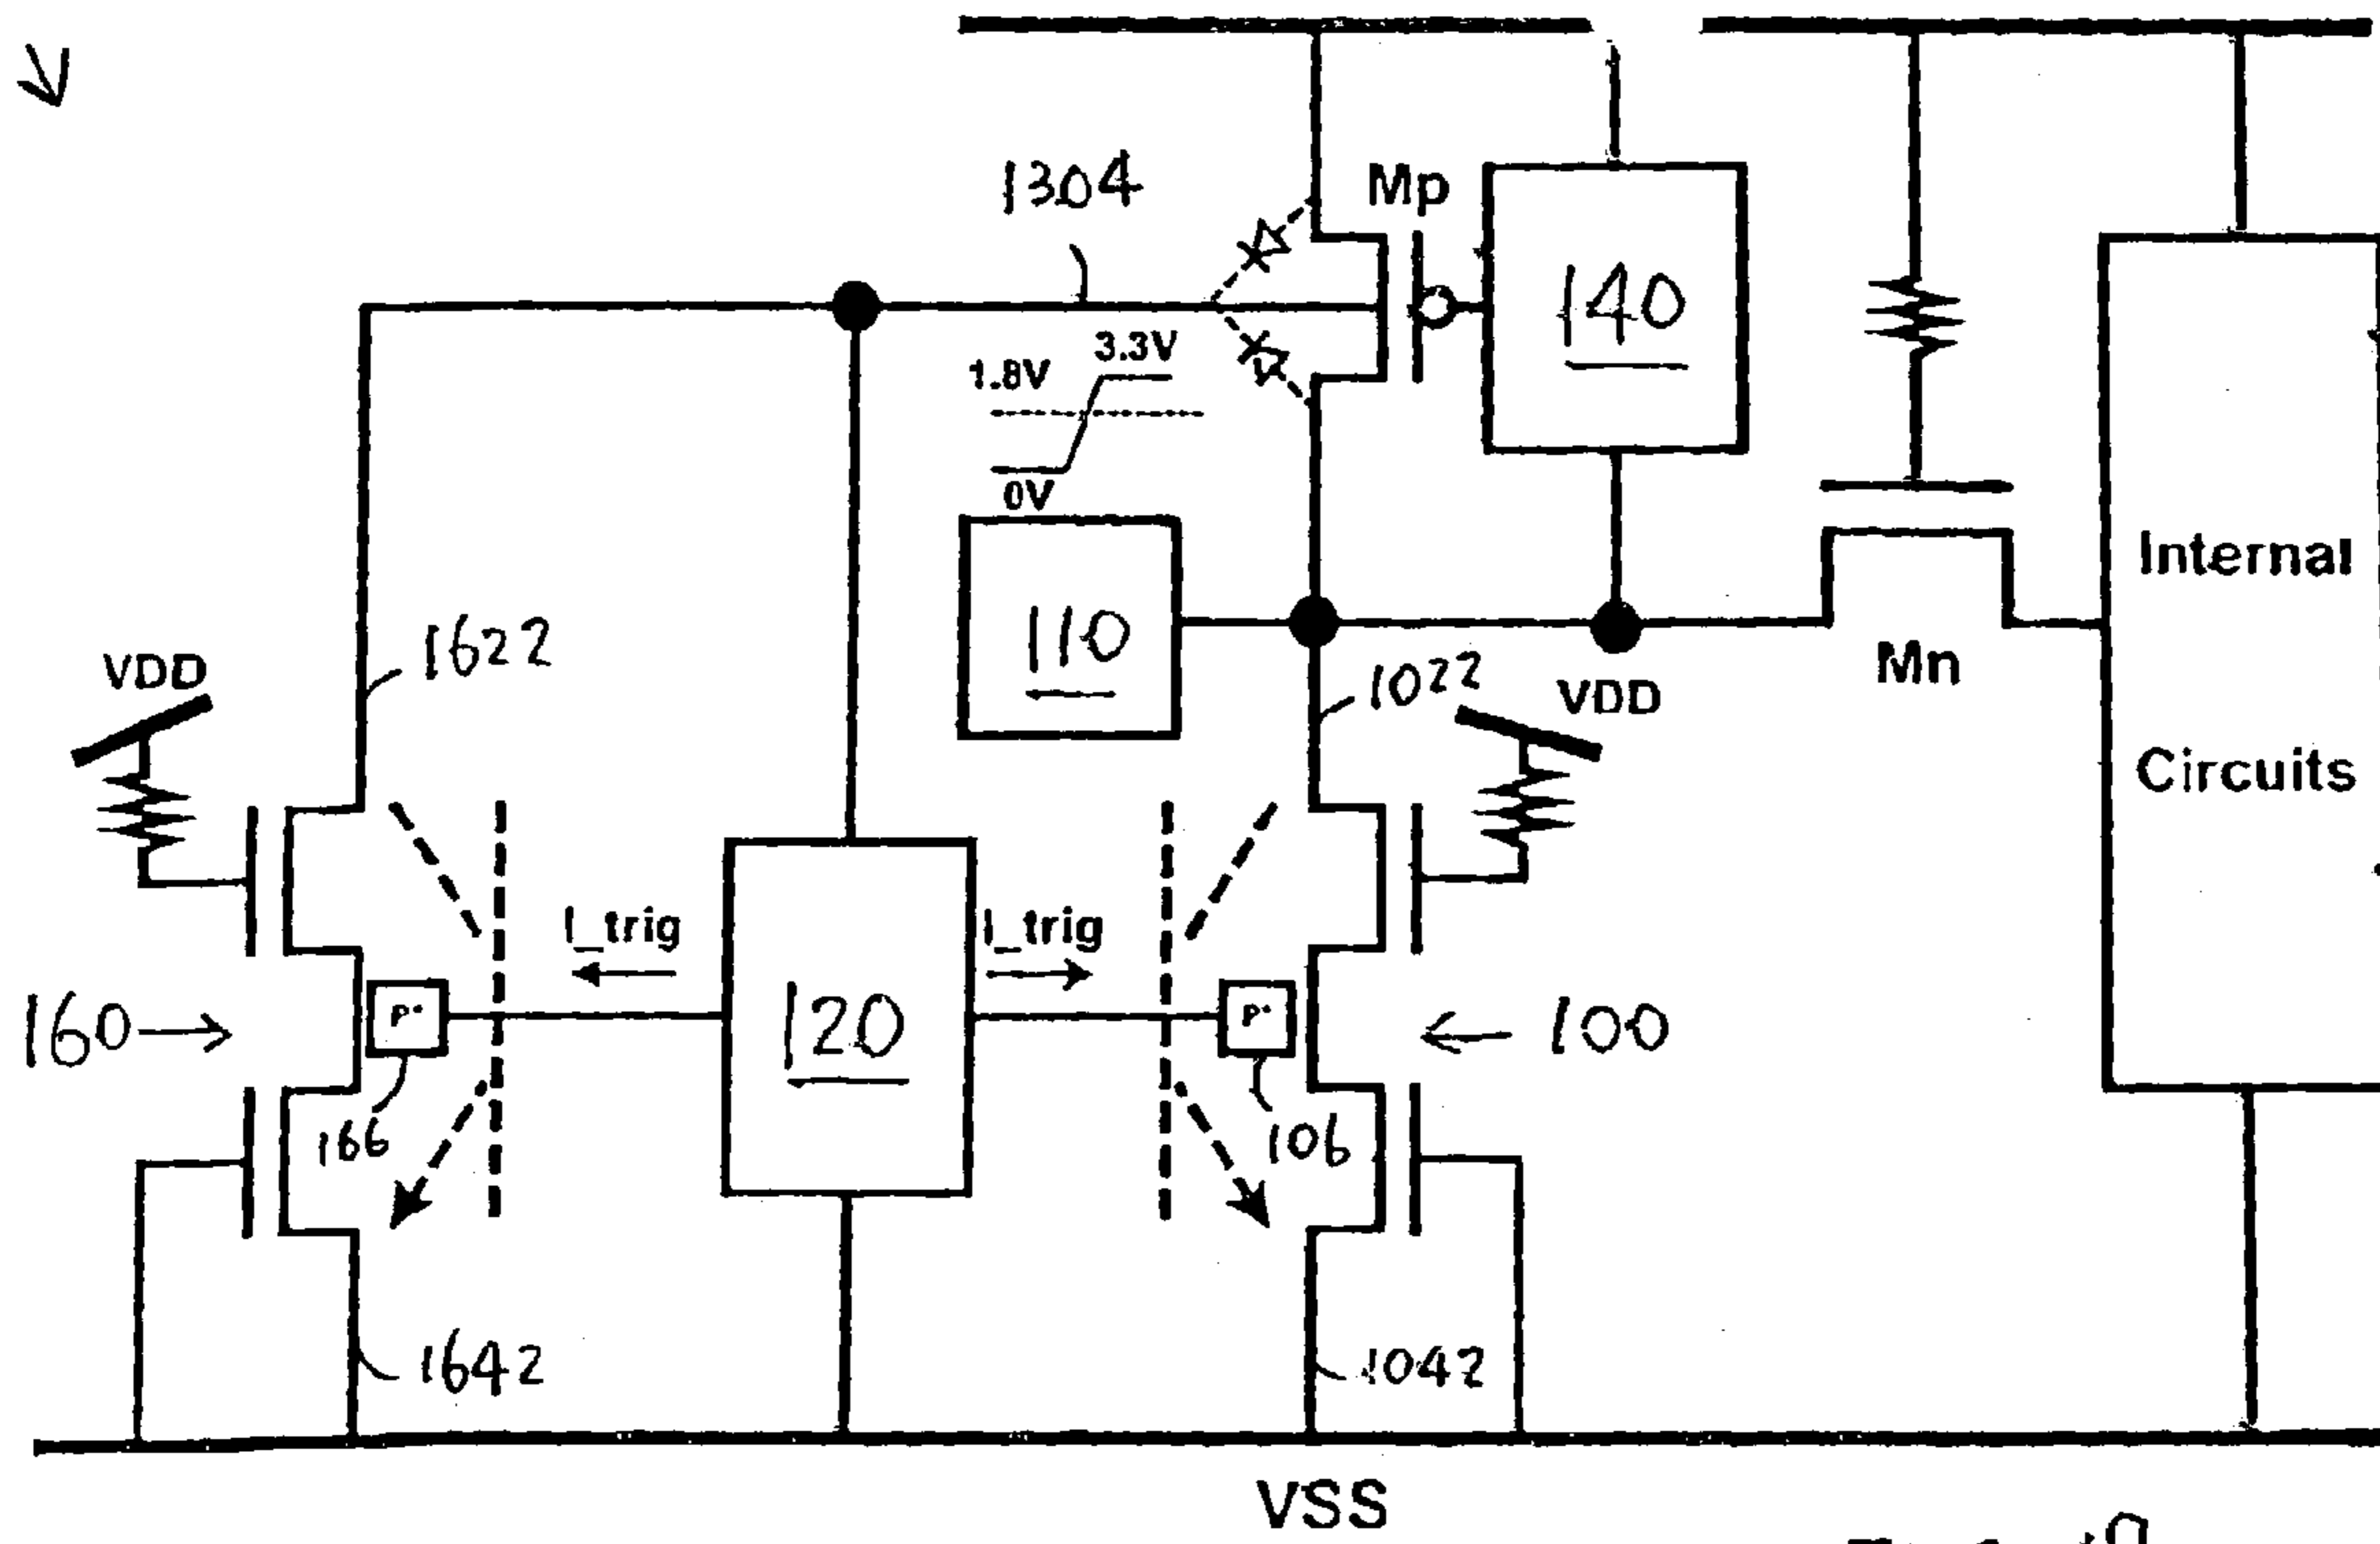 1304
Mp
140
1.8V
3.3V
0V
110
Internal
1622
VDD
1022
VDD
Mn
Circuits
I_trig
I_trig
P+
120
P+
160
100
166
106
1642
1042
VSS